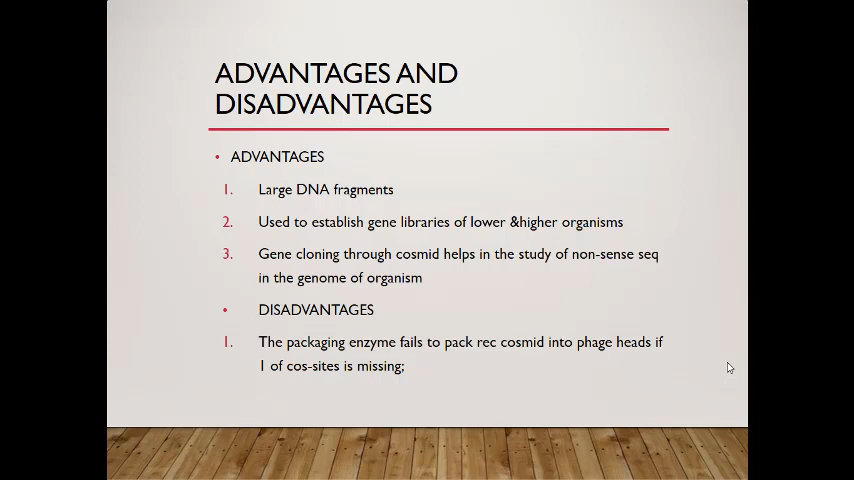 ADVANTAGES AND
DISADVANTAGES
• ADVANTAGES
1. Large DNA fragments
2. Used to establish gene libraries of lower &higher organisms
3. Gene cloning through cosmid helps in the study of non-sense seq
in the genome of organism
• DISADVANTAGES
1. The packaging enzyme fails to pack rec cosmid into phage heads if
1 of cos-sites is missing;